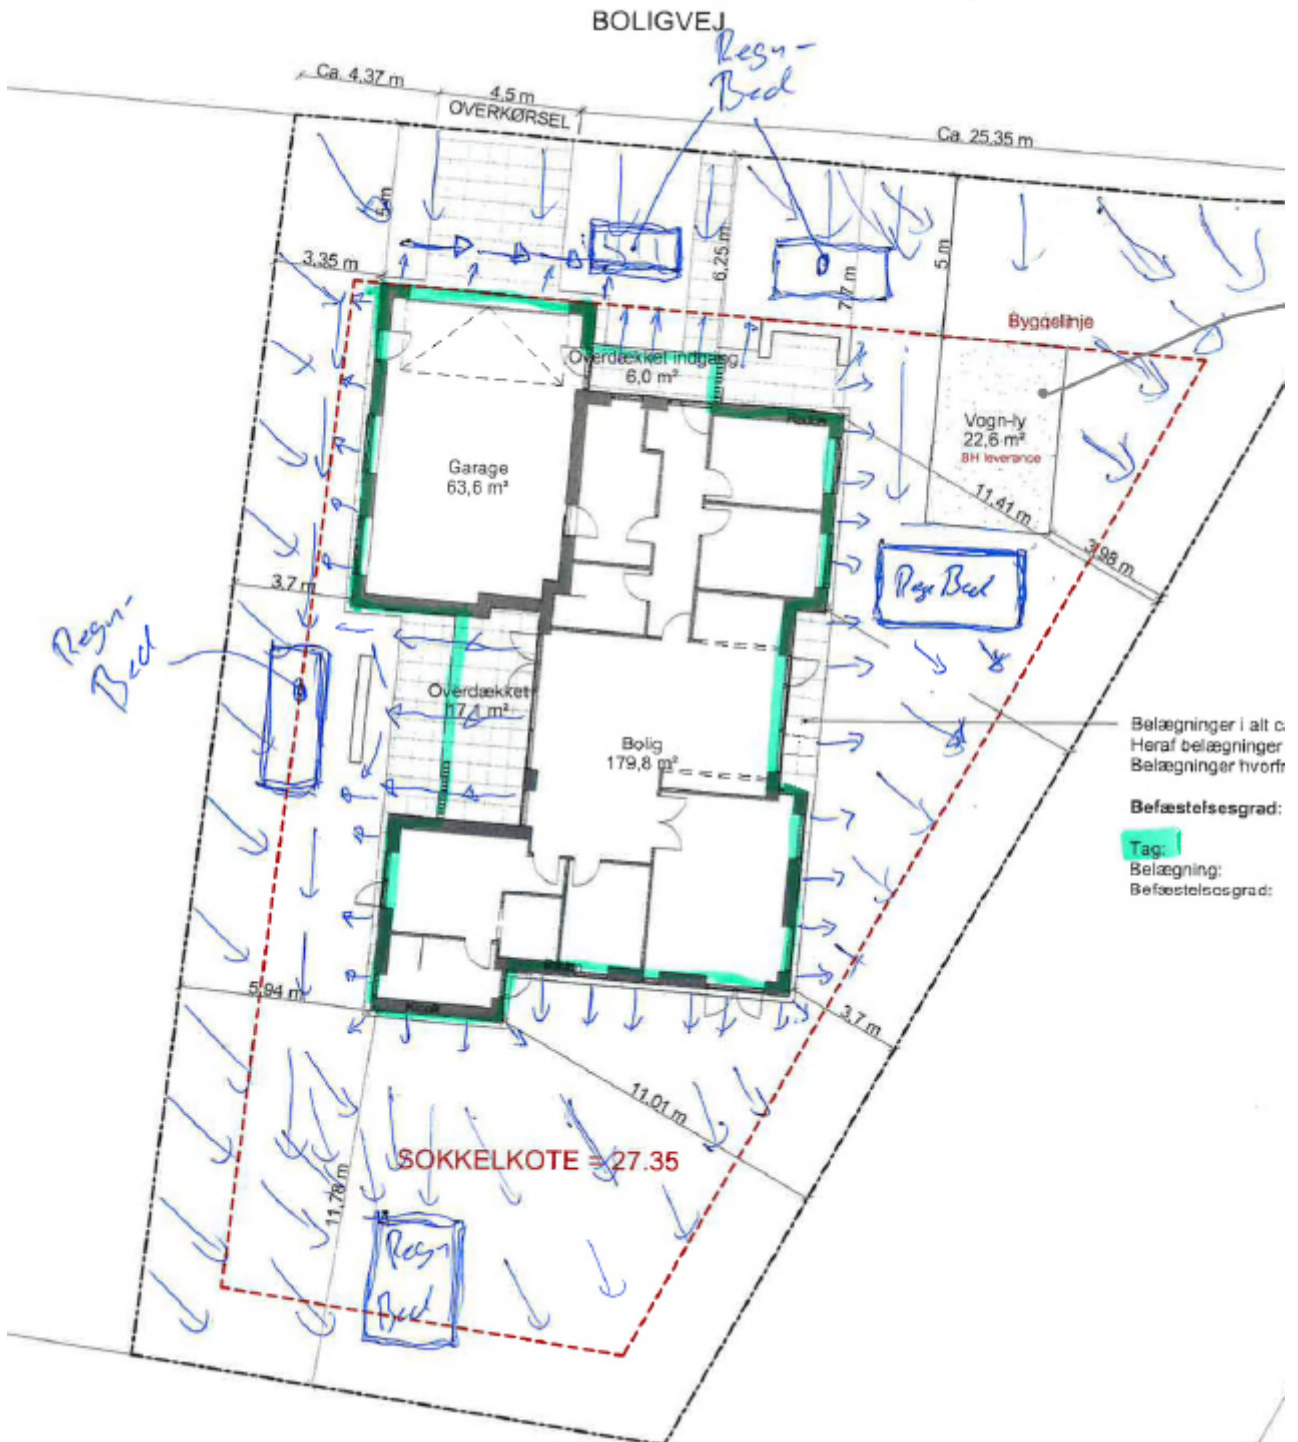 BOLIGVEJ
Regn-
Bed
Ca. 4,37 m
4,5 m
OVERKØRSEL
Ca. 25,35 m
5 m
3,35 m
6,25 m
7,7 m
5 m
Byggelinje
Overdækket indgang
6,0 m²
Vogn-ly
22,6 m²
BH leverance
Garage
63,6 m²
11,41 m
3,98 m
Regn Bed
3,7 m
Regn-
Bed
Overdækket
17,1 m²
Bolig
179,8 m²
Belægninger i alt ca
Heraf belægninger
Belægninger hvorfr
Befæstelsesgrad:
Tag:
Belægning:
Befæstelsesgrad:
5,94 m
3,7 m
11,01 m
SOKKELKOTE = 27.35
11,78 m
Regn
Bed